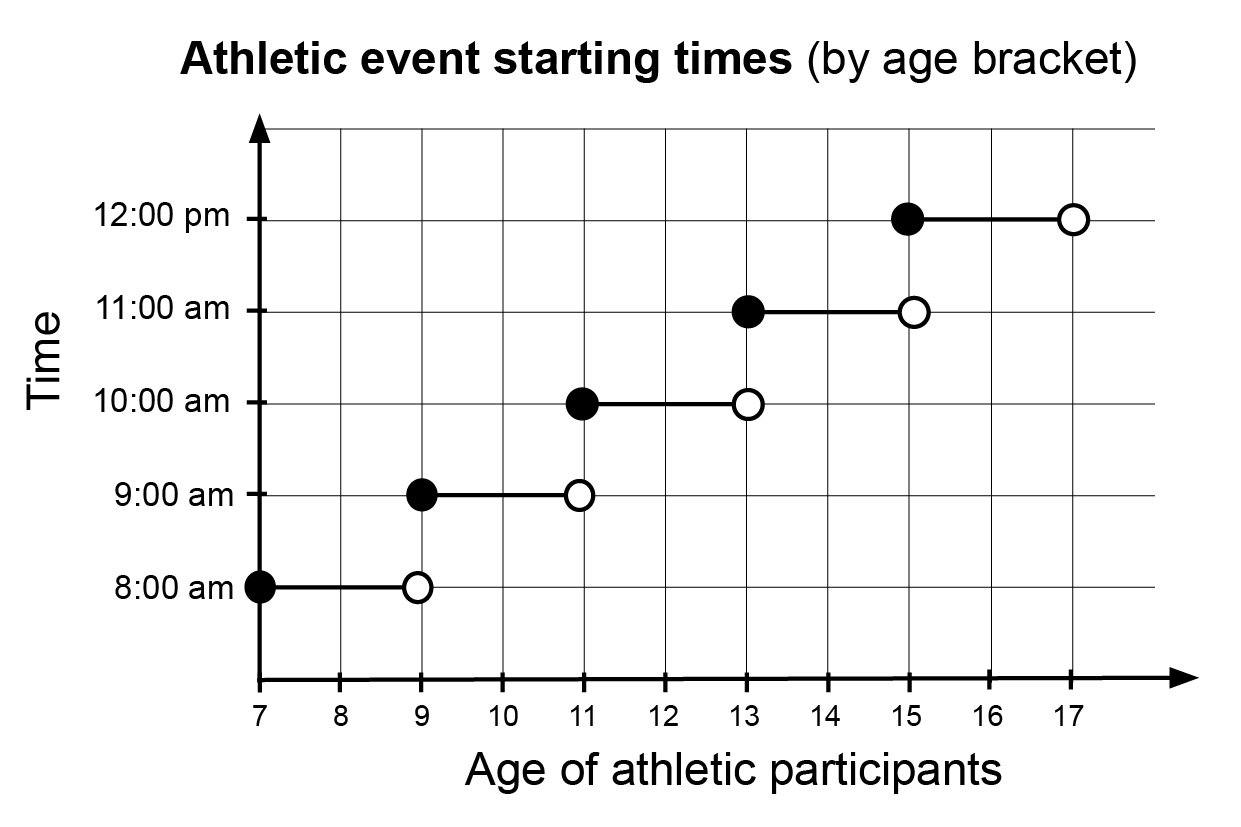 Athletic event starting times (by age bracket)
Time
12:00 pm
11:00 am
10:00 am
9:00 am
8:00 am
7 8 9 10 11 12 13 14 15 16 17
Age of athletic participants